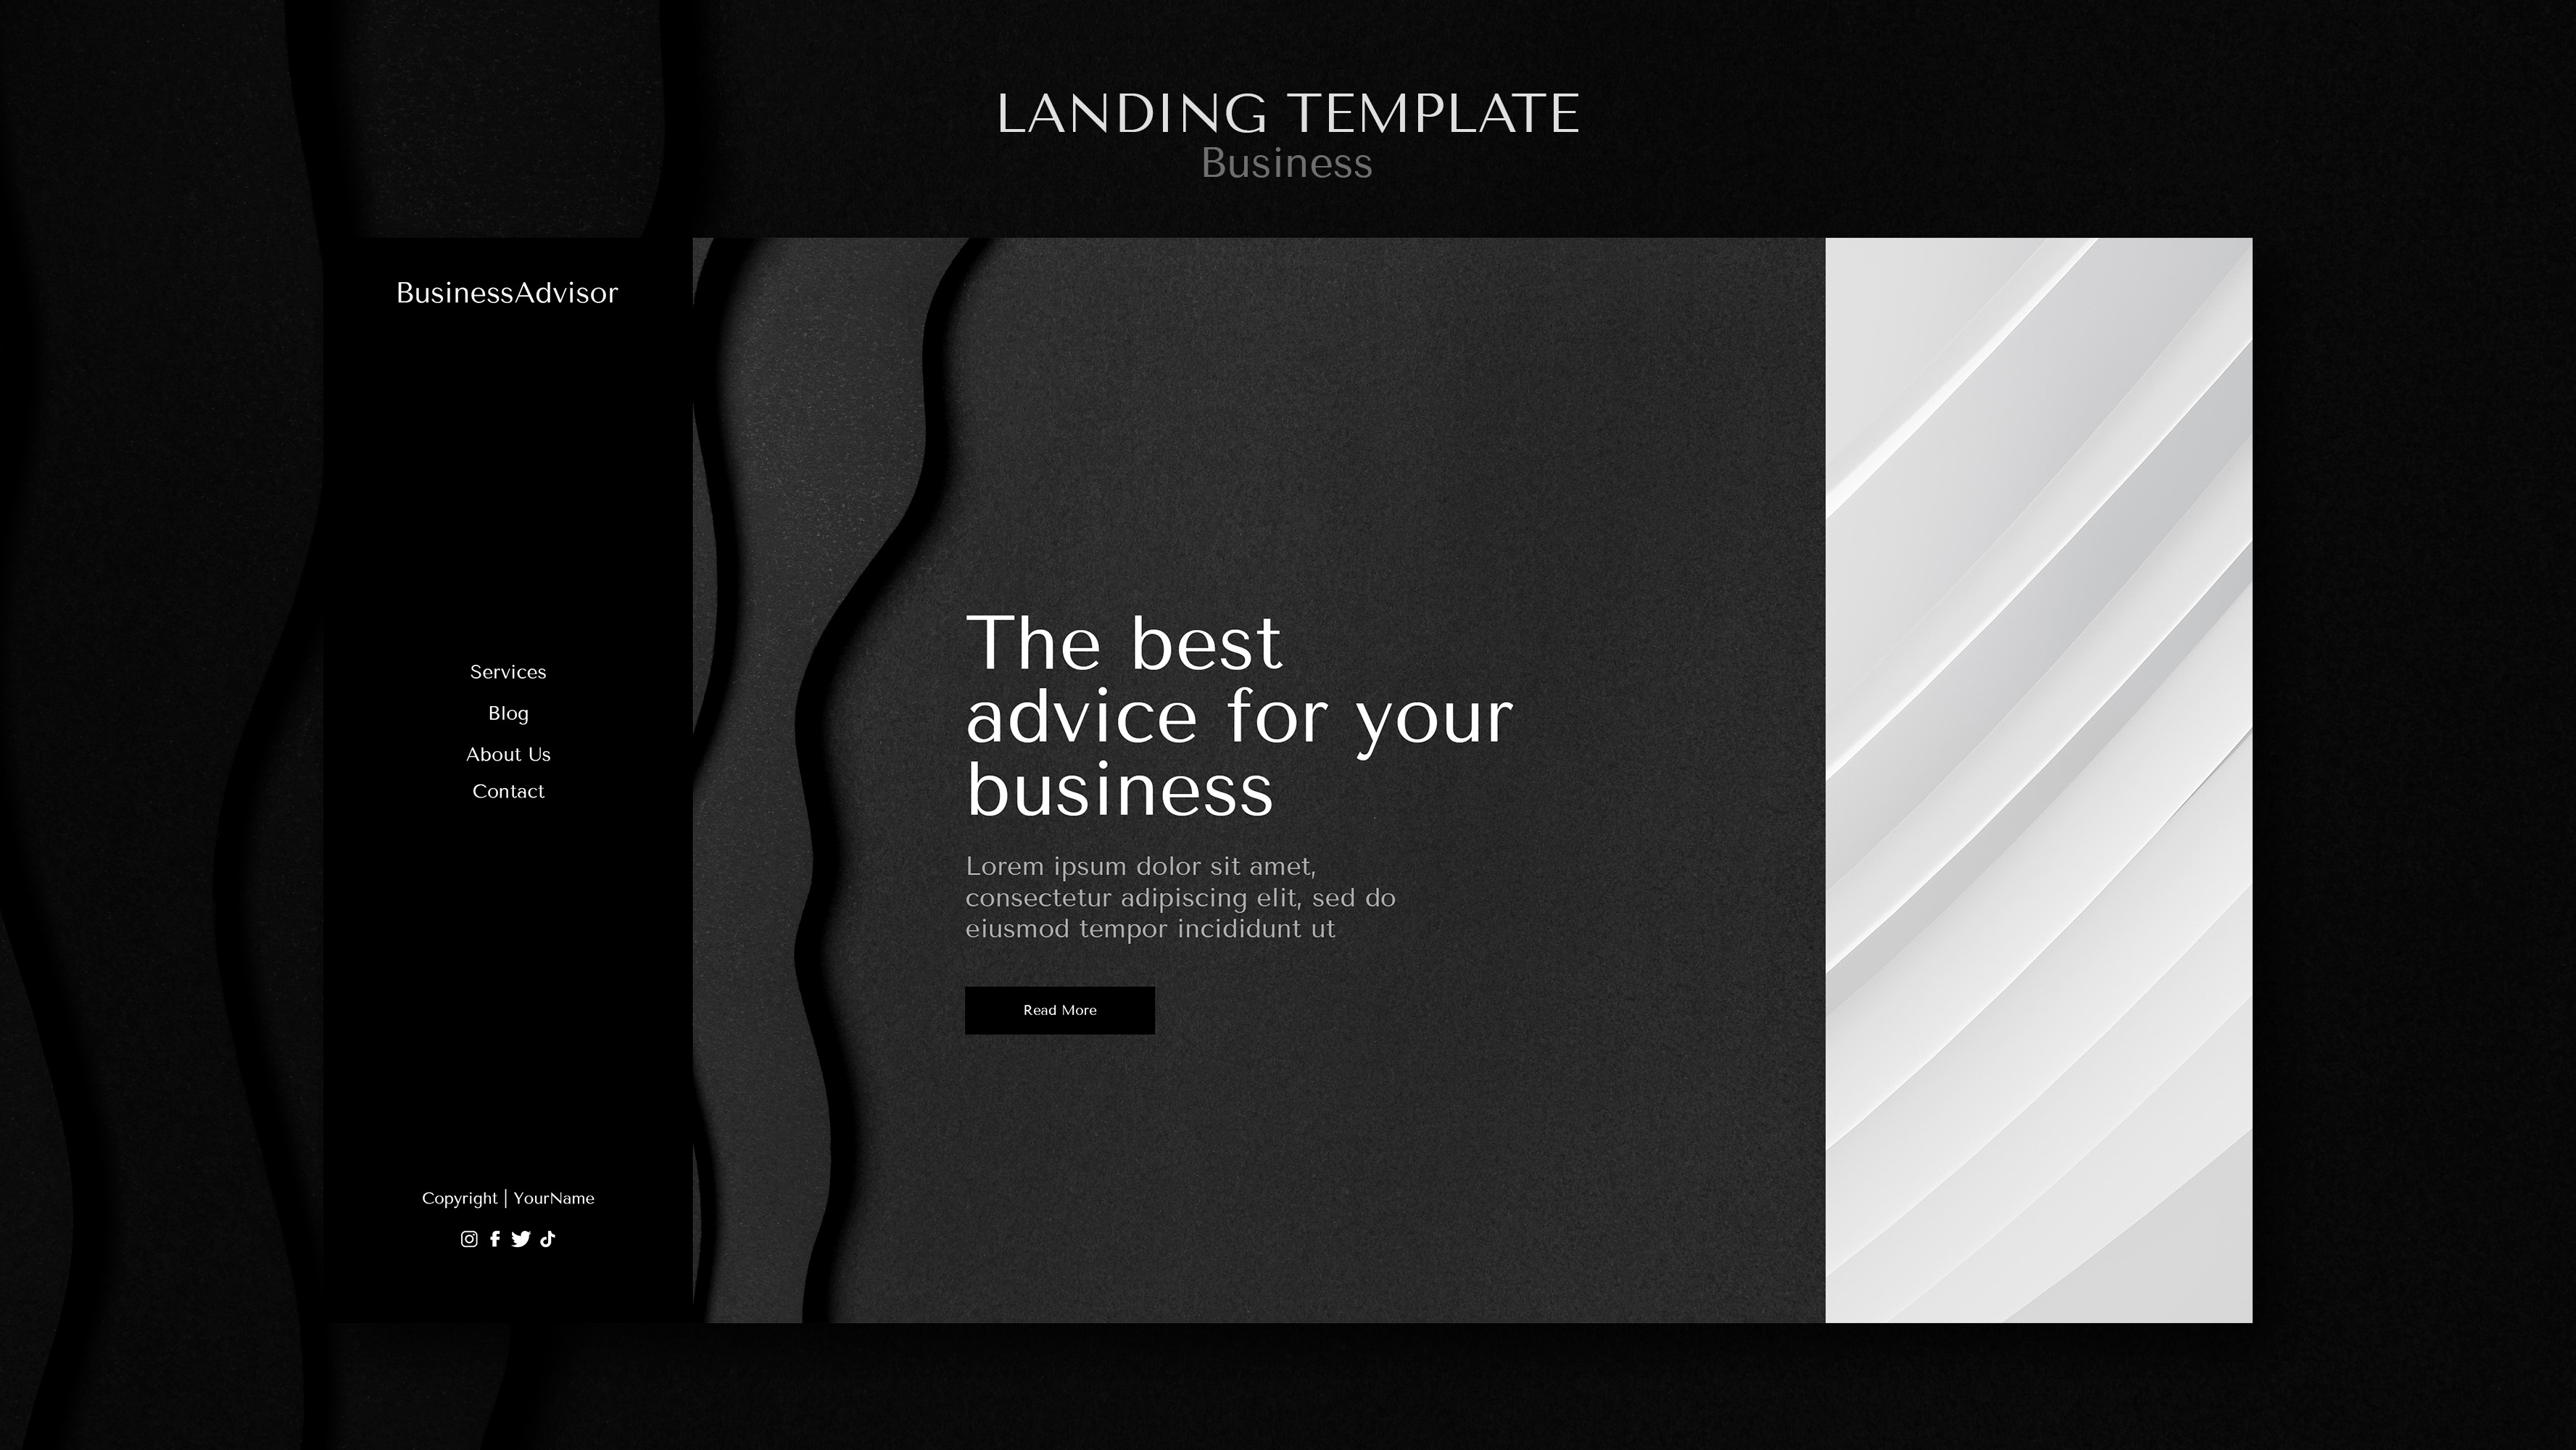 LANDING TEMPLATE
Business
BusinessAdvisor
Services
Blog
About Us
Contact
Copyright | YourName
The best
advice for your
business
Lorem ipsum dolor sit amet,
consectetur adipiscing elit, sed do
eiusmod tempor incididunt ut
Read More